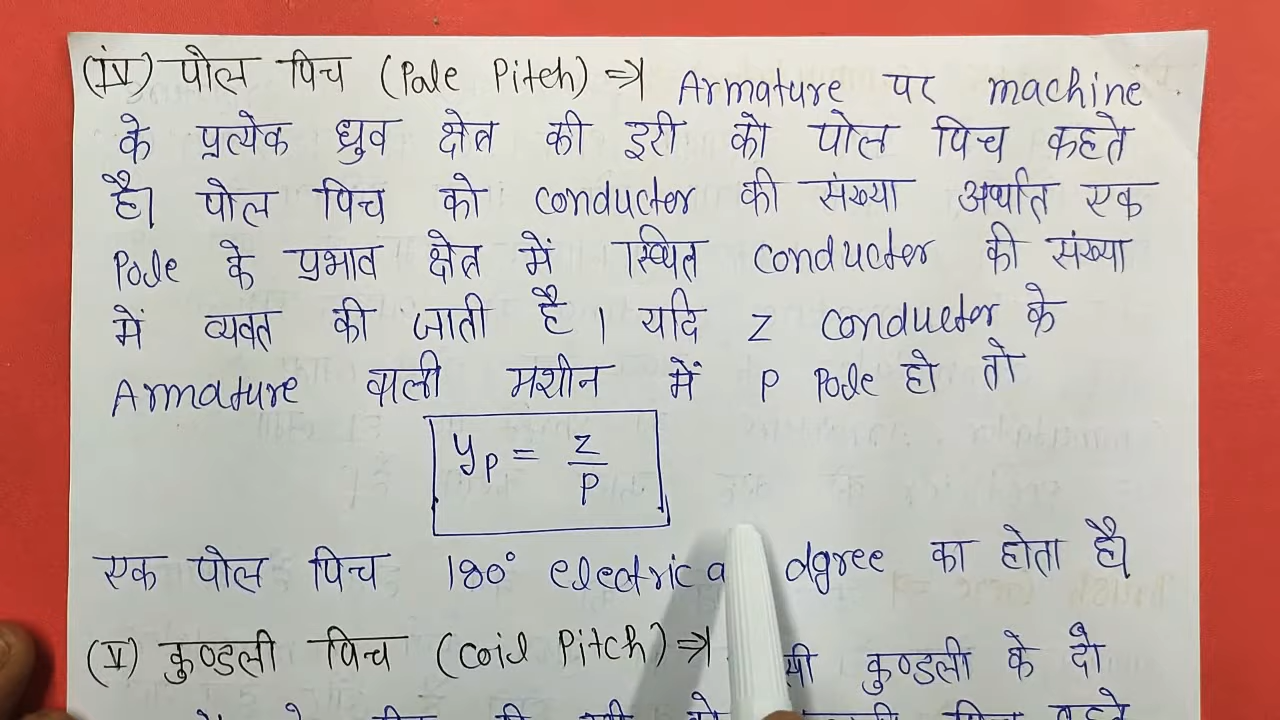 (iv) पोल पिच (Pole Pitch) ⇒ Armature पर machine
के प्रत्येक ध्रुव क्षेत्र की दूरी को पोल पिच कहते
है। पोल पिच को conductor की संख्या अर्थात एक
Pole के प्रभाव क्षेत्र में स्थित conductor की संख्या
में व्यक्त की जाती है। यदि Z conductor के
Armature वाली मशीन में P Pole हो तो
yP = Z/P
एक पोल पिच 180° electrica dgree का होता है।
(V) कुण्डली पिच (Coil Pitch) ⇒ कुण्डली के दो